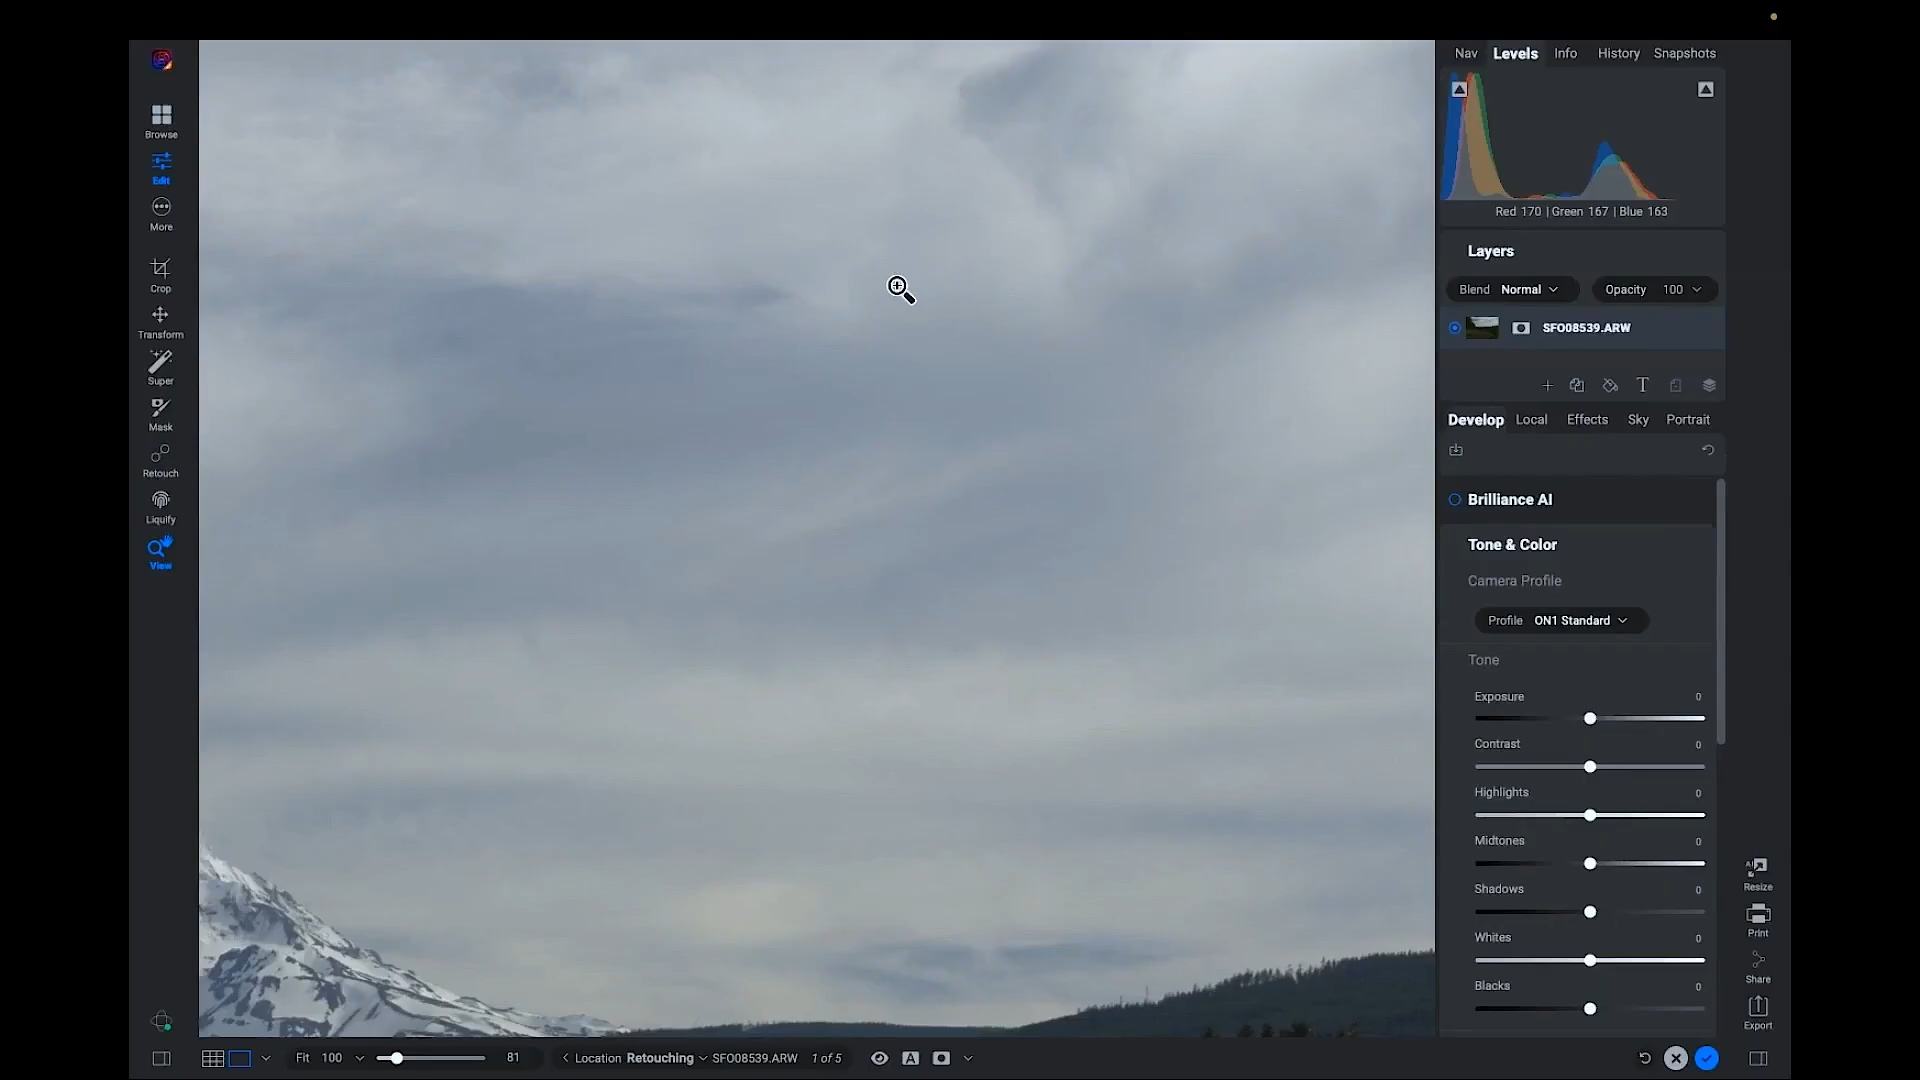 Browse
Edit
More
Crop
Transform
Super
Mask
Retouch
Liquify
View
Nav Levels Info History Snapshots
Red 170 | Green 167 | Blue 163
Layers
Blend Normal Opacity 100
SFO08539.ARW
T
Develop Local Effects Sky Portrait
Brilliance AI
Tone & Color
Camera Profile
Profile ON1 Standard
Tone
Exposure 0
Contrast 0
Highlights 0
Midtones 0
Shadows 0
Whites 0
Blacks 0
AI
Resize
Print
Share
Export
Fit 100 81 Location Retouching SFO08539.ARW 1 of 5 A